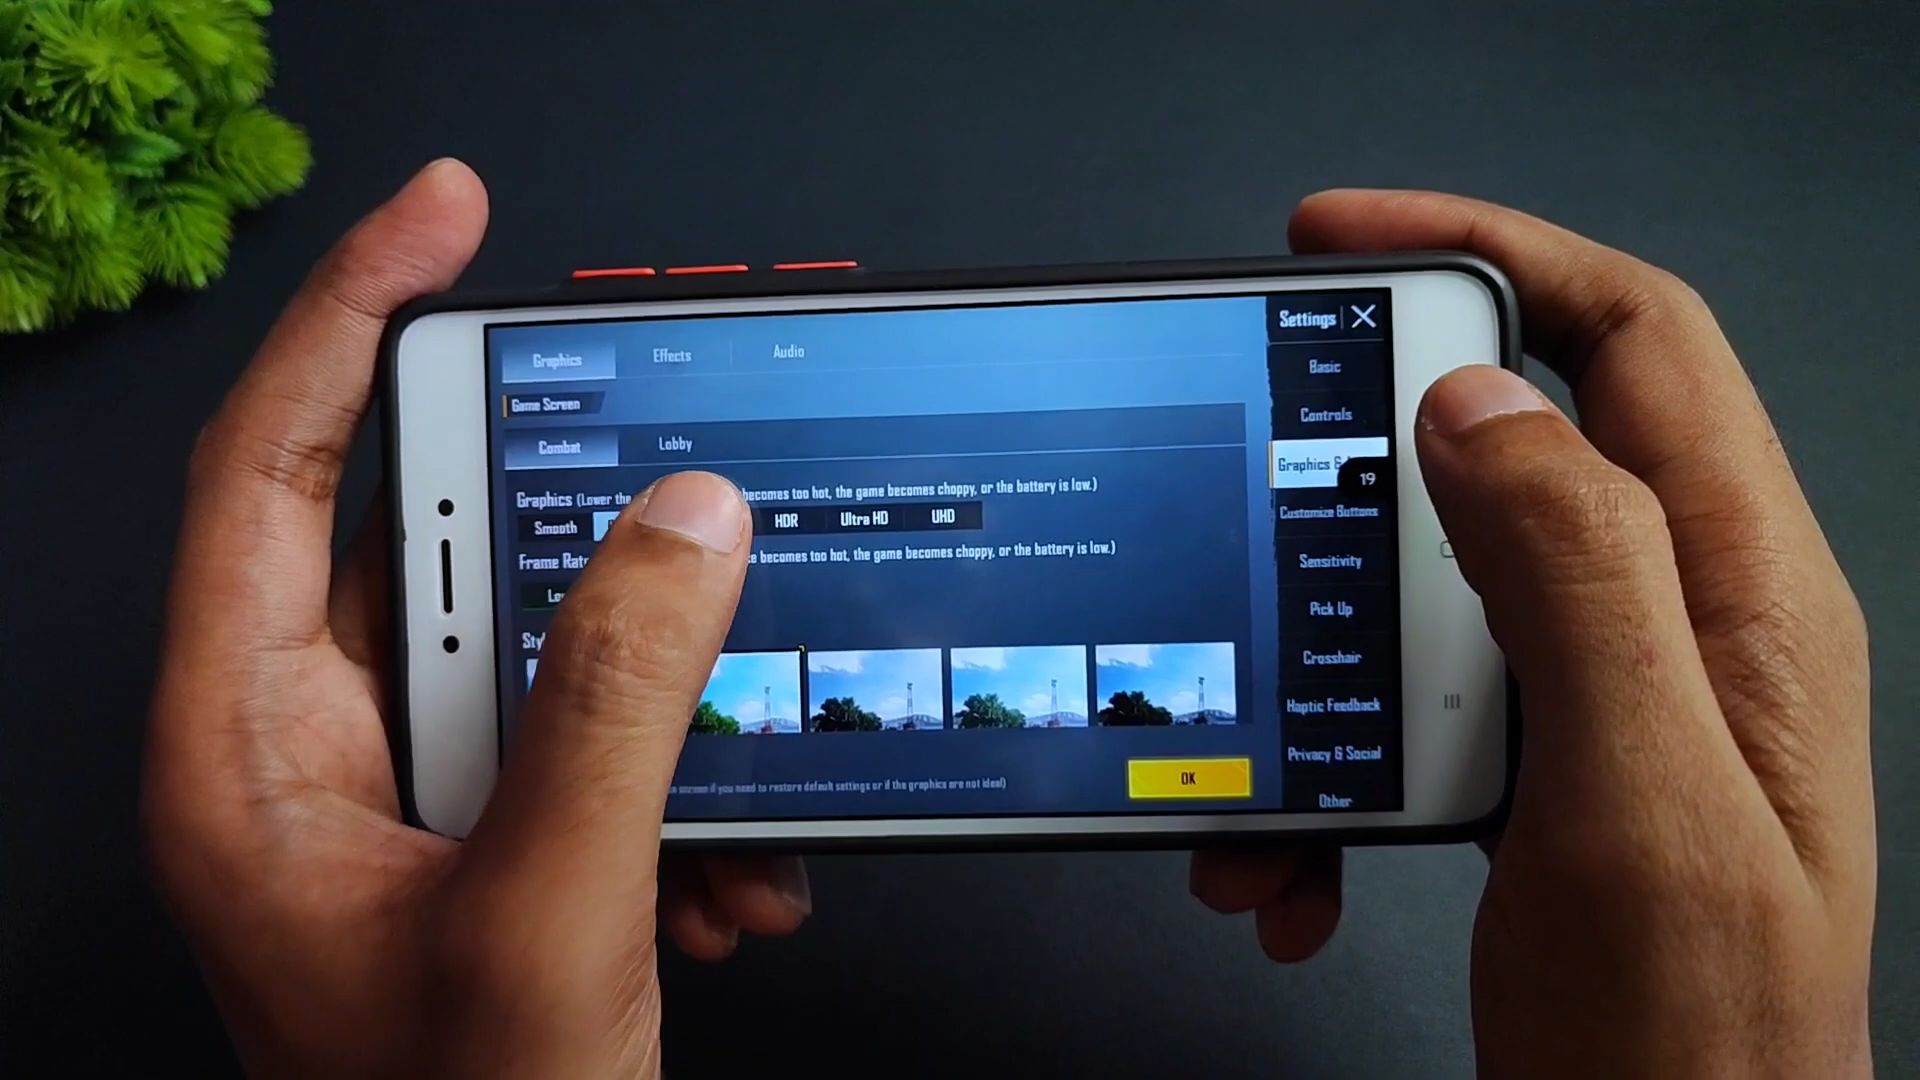 Graphics Effects Audio
Game Screen
Combat Lobby
Graphics (Lower the becomes too hot, the game becomes choppy, or the battery is low.)
Smooth HDR Ultra HD UHD
Frame becomes too hot, the game becomes choppy, or the battery is low.)
screen if you need to restore default settings or if the graphics are not ideal)
OK
Settings
Basic
Controls
Graphics &
19
Customize Buttons
Sensitivity
Pick Up
Crosshair
Haptic Feedback
Privacy & Social
Other